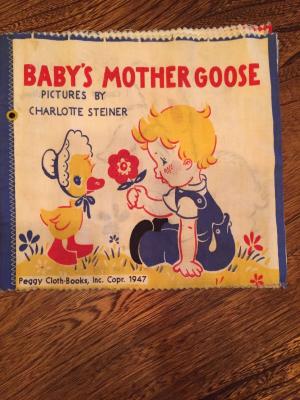 BABY'S MOTHER GOOSE
PICTURES BY
CHARLOTTE STEINER
Peggy Cloth-Books, Inc. Copr. 1947